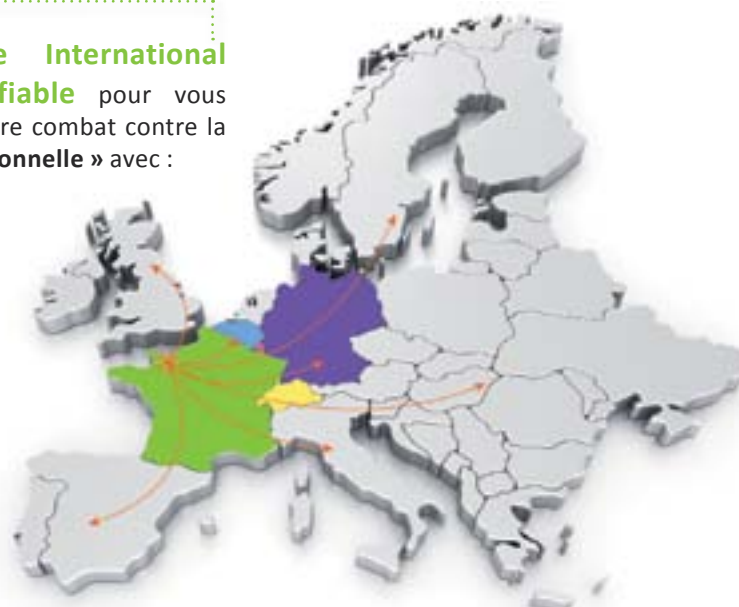 e International
fiable pour vous
re combat contre la
onnelle » avec :